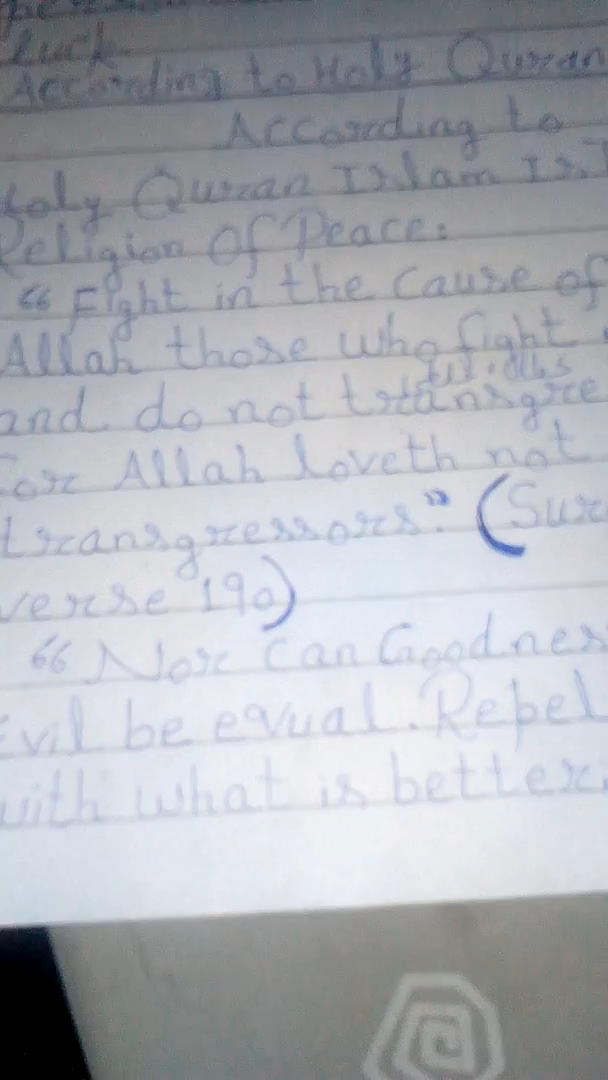 luck
According to Holy Quran
According to
Holy Quran Islam Is
Religion Of Peace:
"Fight in the cause of
Allah those who fight
and do not transgre
For Allah loveth not
transgressors." (Sur
verse 190)
"Nor can Goodness
Evil be equal. Repel
with what is better.